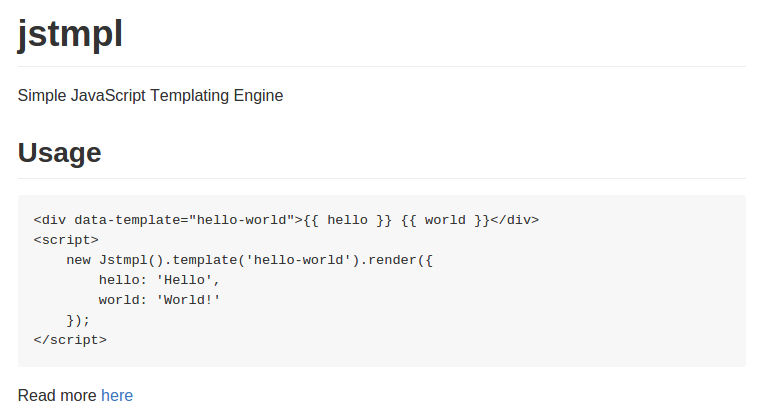 jstmpl
Simple JavaScript Templating Engine
Usage
<div data-template="hello-world">{{ hello }} {{ world }}</div>
<script>
    new Jstmpl().template('hello-world').render({
        hello: 'Hello',
        world: 'World!'
    });
</script>
Read more here